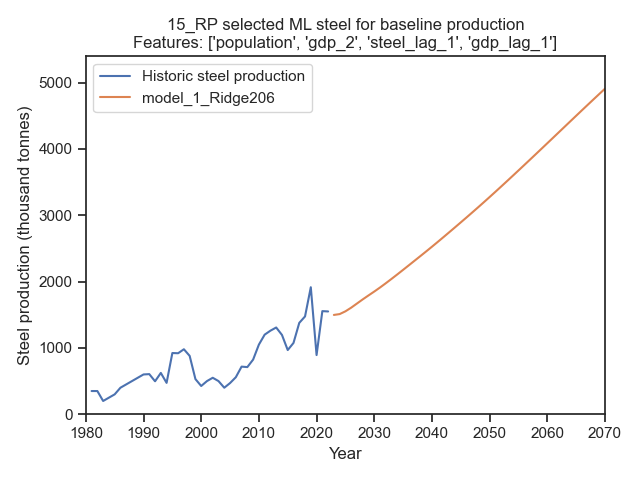 15_RP selected ML steel for baseline production
Features: ['population', 'gdp_2', 'steel_lag_1', 'gdp_lag_1']
Historic steel production
model_1_Ridge206
Steel production (thousand tonnes)
5000
4000
3000
2000
1000
0
1980 1990 2000 2010 2020 2030 2040 2050 2060 2070
Year